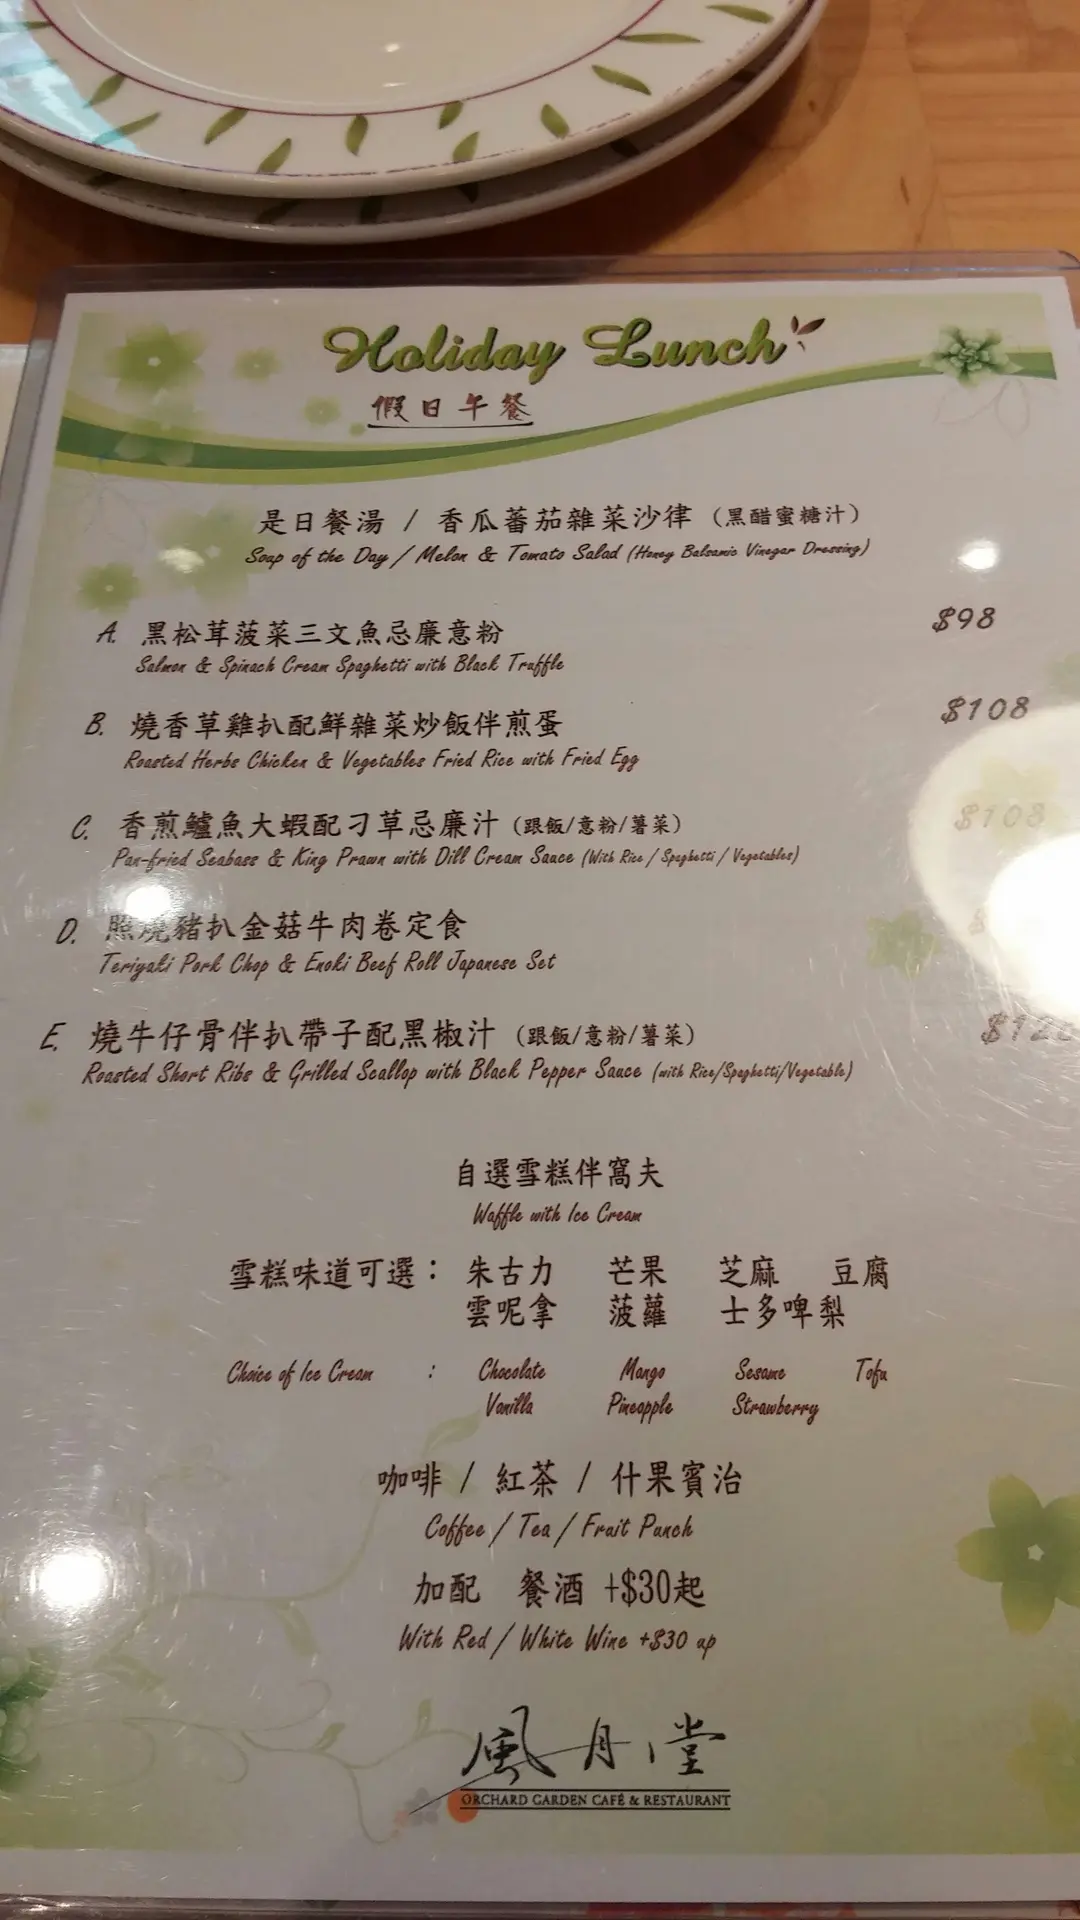 Holiday Lunch
假日午餐
是日餐湯 / 香瓜蕃茄雜菜沙律 (黑醋蜜糖汁)
Soup of the Day / Melon & Tomato Salad (Honey Balsamic Vinegar Dressing)
A. 黑松茸菠菜三文魚忌廉意粉 $98
Salmon & Spinach Cream Spaghetti with Black Truffle
B. 燒香草雞扒配鮮雜菜炒飯伴煎蛋 $108
Roasted Herbs Chicken & Vegetables Fried Rice with Fried Egg
C. 香煎鱸魚大蝦配刁草忌廉汁 (跟飯/意粉/薯菜) $108
Pan-fried Seabass & King Prawn with Dill Cream Sauce (With Rice / Spaghetti / Vegetables)
D. 照燒豬扒金菇牛肉卷定食
Teriyaki Pork Chop & Enoki Beef Roll Japanese Set
E. 燒牛仔骨伴扒帶子配黑椒汁 (跟飯/意粉/薯菜)
Roasted Short Ribs & Grilled Scallop with Black Pepper Sauce (with Rice/Speghetti/Vegetable)
自選雪糕伴窩夫
Waffle with Ice Cream
雪糕味道可選： 朱古力 芒果 芝麻 豆腐
雲呢拿 菠蘿 士多啤梨
Choice of Ice Cream : Chocolate Mango Sesame Tofu
Vanilla Pineapple Strawberry
咖啡 / 紅茶 / 什果賓治
Coffee / Tea / Fruit Punch
加配 餐酒 +$30起
With Red / White Wine +$30 up
風月堂
ORCHARD GARDEN CAFÉ & RESTAURANT